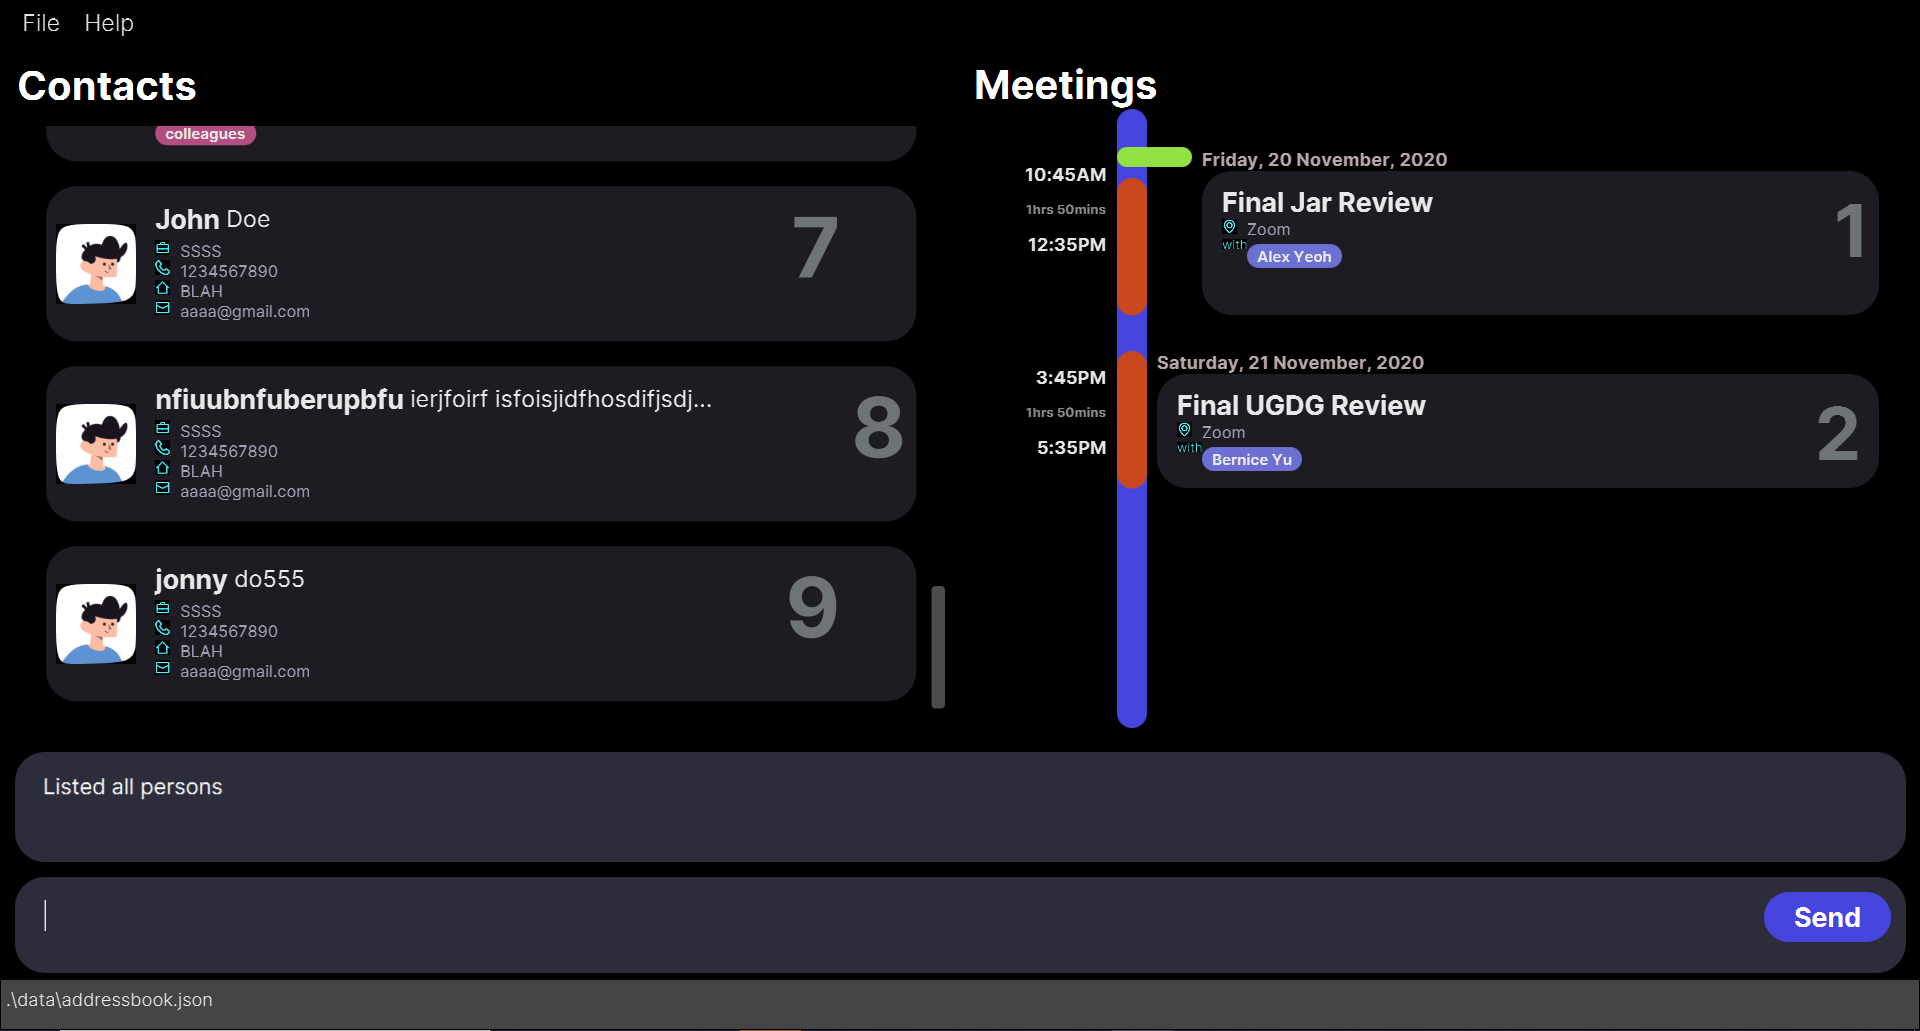 File Help
Contacts
colleagues
John Doe
7
SSSS
1234567890
BLAH
aaaa@gmail.com
nfiuubnfuberupbfu ierjfoirf isfoisjidfhosdifjsdj...
8
SSSS
1234567890
BLAH
aaaa@gmail.com
jonny do555
9
SSSS
1234567890
BLAH
aaaa@gmail.com
Meetings
Friday, 20 November, 2020
10:45AM
1hrs 50mins
12:35PM
Final Jar Review
1
Zoom
with Alex Yeoh
Saturday, 21 November, 2020
3:45PM
1hrs 50mins
5:35PM
Final UGDG Review
2
Zoom
with Bernice Yu
Listed all persons
Send
.\data\addressbook.json